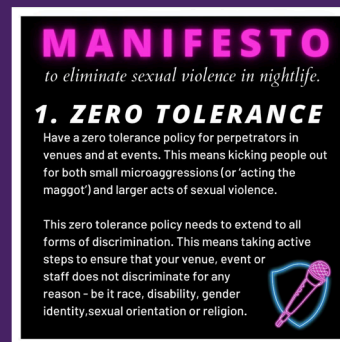 MANIFESTO
to eliminate sexual violence in nightlife.
1. ZERO TOLERANCE
Have a zero tolerance policy for perpetrators in
venues and at events. This means kicking people out
for both small microaggressions (or 'acting the
maggot') and larger acts of sexual violence.
This zero tolerance policy needs to extend to all
forms of discrimination. This means taking active
steps to ensure that your venue, event or
staff does not discriminate for any
reason - be it race, disability, gender
identity,sexual orientation or religion.